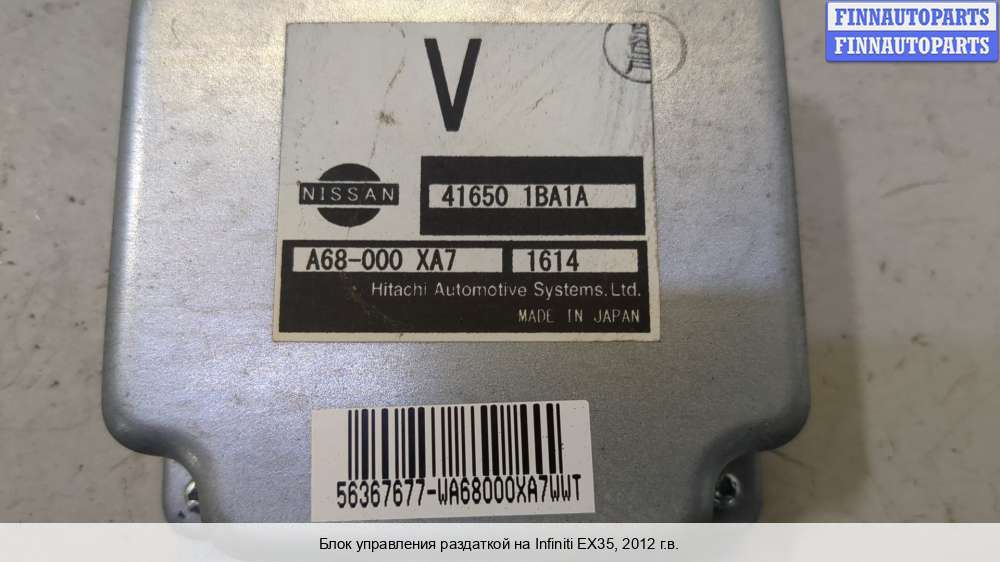 FINNAUTOPARTS
FINNAUTOPARTS
V
NISSAN
41650 1BA1A
A68-000 XA7
1614
Hitachi Automotive Systems, Ltd.
MADE IN JAPAN
56367677-WA68000XA7WWT
Блок управления раздаткой на Infiniti EX35, 2012 г.в.